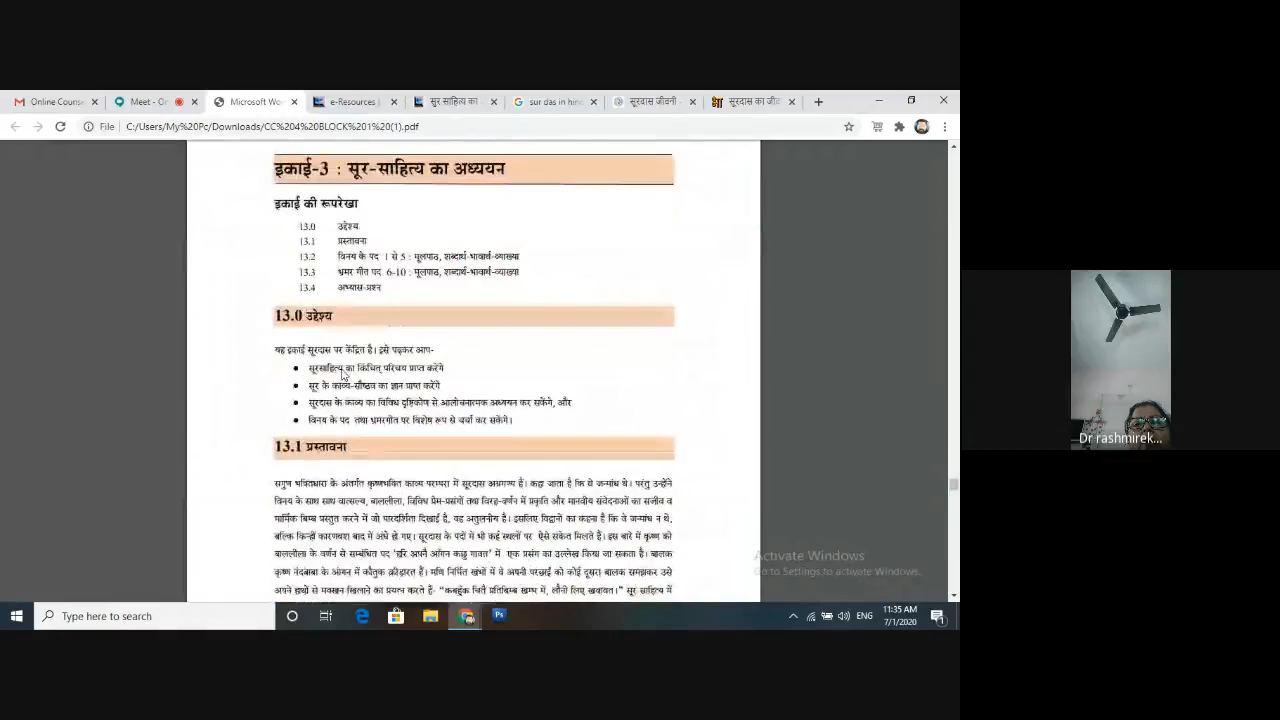 Online Couns
Meet - On
Microsoft Wo
e-Resources |
सूर साहित्य का
sur das in hind
सूरदास जीवनी -
सूरदास का जीव
File C:/Users/My%20Pc/Downloads/CC%204%20BLOCK%201%20(1).pdf
इकाई-3 : सूर-साहित्य का अध्ययन
इकाई की रूपरेखा
13.0 उद्देश्य
13.1 प्रस्तावना
13.2 विनय के पद 1 से 5 : मूलपाठ, शब्दार्थ-भावार्थ-व्याख्या
13.3 भ्रमर गीत पद 6-10 : मूलपाठ, शब्दार्थ-भावार्थ-व्याख्या
13.4 अभ्यास-प्रश्न
13.0 उद्देश्य
यह इकाई सूरदास पर केंद्रित है। इसे पढ़कर आप-
सूरसाहित्य का किंचित् परिचय प्राप्त करेंगे
सूर के काव्य-सौष्ठव का ज्ञान प्राप्त करेंगे
सूरदास के काव्य का विविध दृष्टिकोण से आलोचनात्मक अध्ययन कर सकेंगे, और
विनय के पद तथा भ्रमरगीत पर विशेष रूप से चर्चा कर सकेंगे।
13.1 प्रस्तावना
सगुण भक्तिधारा के अंतर्गत कृष्णभक्ति काव्य परम्परा में सूरदास अग्रगण्य हैं। कहा जाता है कि वे जन्मांध थे। परंतु उन्होंने
विनय के साथ साथ वात्सल्य, बाललीला, विविध प्रेम-प्रसंगों तथा विरह-वर्णन में प्रकृति और मानवीय संवेदनाओं का सजीव व
मार्मिक बिम्ब प्रस्तुत करने में जो पारदर्शिता दिखाई है, वह अतुलनीय है। इसलिए विद्वानों का कहना है कि वे जन्मांध न थे,
बल्कि किन्हीं कारणवश बाद में अंधे हो गए। सूरदास के पदों में भी कई स्थलों पर ऐसे संकेत मिलते हैं। इस बारे में कृष्ण की
बाललीला के वर्णन से सम्बंधित पद 'हरि अपनै आँगन कछु गावत' में एक प्रसंग का उल्लेख किया जा सकता है। बालक
कृष्ण नंदबाबा के आंगन में कौतुक क्रीड़ारत हैं। मणि निर्मित खंभों में वे अपनी परछाईं को कोई दूसरा बालक समझकर उसे
अपने हाथों से मक्खन खिलाने का प्रयत्न करते हैं- "कबहुंक चितै प्रतिबिम्ब खम्भ में, लौनी लिए खवावत।" सूर साहित्य में
Activate Windows
Go to Settings to activate Windows.
Dr rashmirek...
Type here to search
Ps
ENG
11:35 AM
7/1/2020
1